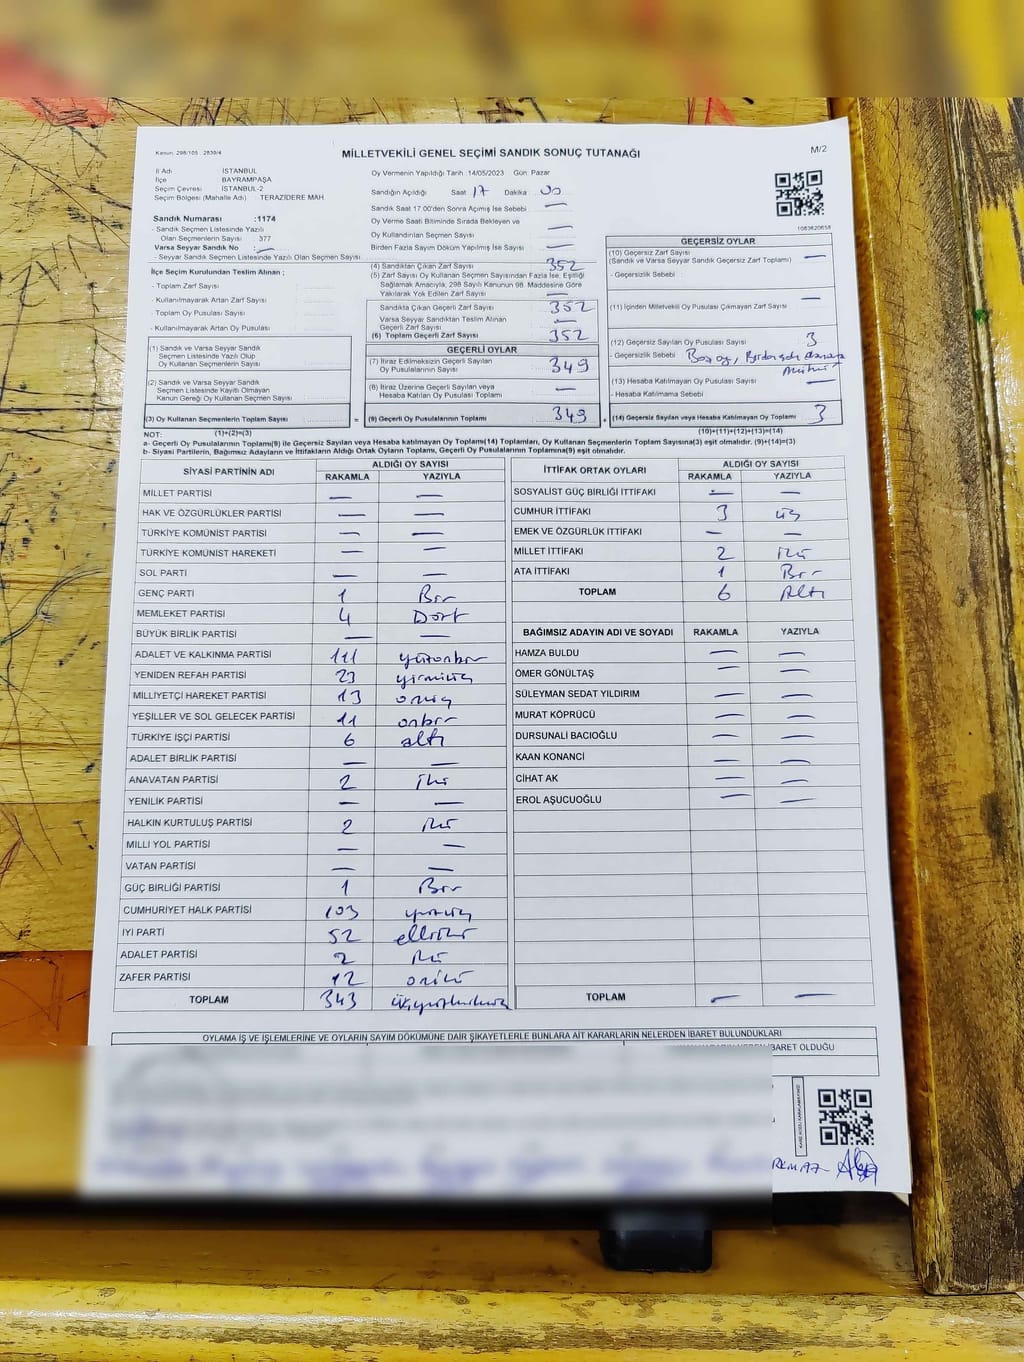 Kanun: 298/105 2839/4
MİLLETVEKİLİ GENEL SEÇİMİ SANDIK SONUÇ TUTANAĞI
M/2
İl Adı İSTANBUL
İlçe BAYRAMPAŞA
Seçim Çevresi İSTANBUL-2
Seçim Bölgesi (Mahalle Adı) TERAZİDERE MAH.
Sandık Numarası :1174
- Sandık Seçmen Listesinde Yazılı
Olan Seçmenlerin Sayısı : 377
Varsa Seyyar Sandık No : —
- Seyyar Sandık Seçmen Listesinde Yazılı Olan Seçmen Sayısı
İlçe Seçim Kurulundan Teslim Alınan ;
- Toplam Zarf Sayısı
- Kullanılmayarak Artan Zarf Sayısı
- Toplam Oy Pusulası Sayısı
- Kullanılmayarak Artan Oy Pusulası
(1) Sandık ve Varsa Seyyar Sandık
Seçmen Listesinde Yazılı Olup
Oy Kullanan Seçmenlerin Sayısı
(2) Sandık ve Varsa Seyyar Sandık
Seçmen Listesinde Kayıtlı Olmayan
Kanun Gereği Oy Kullanan Seçmen Sayısı
(3) Oy Kullanan Seçmenlerin Toplam Sayısı
(1)+(2)=(3)
Oy Vermenin Yapıldığı Tarih :14/05/2023 Gün: Pazar
Sandığın Açıldığı Saat 17 Dakika 00
Sandık Saat 17.00'den Sonra Açılmış İse Sebebi —
Oy Verme Saati Bitiminde Sırada Bekleyen ve
Oy Kullandırılan Seçmen Sayısı —
Birden Fazla Sayım Döküm Yapılmış İse Sayısı —
(4) Sandıktan Çıkan Zarf Sayısı 352
(5) Zarf Sayısı Oy Kullanan Seçmen Sayısından Fazla İse, Eşitliği
Sağlamak Amacıyla, 298 Sayılı Kanunun 98. Maddesine Göre
Yakılarak Yok Edilen Zarf Sayısı —
Sandıkta Çıkan Geçerli Zarf Sayısı 352
Varsa Seyyar Sandıktan Teslim Alınan
Geçerli Zarf Sayısı —
(6) Toplam Geçerli Zarf Sayısı 352
GEÇERLİ OYLAR
(7) İtiraz Edilmeksizin Geçerli Sayılan
Oy Pusulalarının Sayısı 349
(8) İtiraz Üzerine Geçerli Sayılan veya
Hesaba Katılan Oy Pusulası Toplamı —
= (9) Geçerli Oy Pusulalarının Toplamı 349
1083620658
GEÇERSİZ OYLAR
(10) Geçersiz Zarf Sayısı
(Sandık ve Varsa Seyyar Sandık Geçersiz Zarf Toplamı) —
- Geçersizlik Sebebi
(11) İçinden Milletvekili Oy Pusulası Çıkmayan Zarf Sayısı —
(12) Geçersiz Sayılan Oy Pusulası Sayısı 3
- Geçersizlik Sebebi Boş oy,
(13) Hesaba Katılmayan Oy Pusulası Sayısı —
- Hesaba Katılmama Sebebi
+ (14) Geçersiz Sayılan veya Hesaba Katılmayan Oy Toplamı 3
(10)+(11)+(12)+(13)=(14)
NOT:
a- Geçerli Oy Pusulalarının Toplamı(9) ile Geçersiz Sayılan veya Hesaba katılmayan Oy Toplamı(14) Toplamları, Oy Kullanan Seçmenlerin Toplam Sayısına(3) eşit olmalıdır. (9)+(14)=(3)
b- Siyasi Partilerin, Bağımsız Adayların ve İttifakların Aldığı Ortak Oyların Toplamı, Geçerli Oy Pusulalarının Toplamına(9) eşit olmalıdır.
SİYASİ PARTİNİN ADI ALDIĞI OY SAYISI
RAKAMLA YAZIYLA
MİLLET PARTİSİ — —
HAK VE ÖZGÜRLÜKLER PARTİSİ — —
TÜRKİYE KOMÜNİST PARTİSİ — —
TÜRKİYE KOMÜNİST HAREKETİ — —
SOL PARTİ — —
GENÇ PARTİ 1 Bir
MEMLEKET PARTİSİ 4 Dört
BÜYÜK BİRLİK PARTİSİ — —
ADALET VE KALKINMA PARTİSİ 111 yüzonbir
YENİDEN REFAH PARTİSİ 23 yirmiüç
MİLLİYETÇİ HAREKET PARTİSİ 13 onüç
YEŞİLLER VE SOL GELECEK PARTİSİ 11 onbir
TÜRKİYE İŞÇİ PARTİSİ 6 altı
ADALET BİRLİK PARTİSİ — —
ANAVATAN PARTİSİ 2 iki
YENİLİK PARTİSİ — —
HALKIN KURTULUŞ PARTİSİ 2 iki
MİLLİ YOL PARTİSİ — —
VATAN PARTİSİ — —
GÜÇ BİRLİĞİ PARTİSİ 1 Bir
CUMHURİYET HALK PARTİSİ 103 yüzüç
İYİ PARTİ 52 elliiki
ADALET PARTİSİ 2 iki
ZAFER PARTİSİ 12 oniki
TOPLAM 343 üçyüzkırküç
İTTİFAK ORTAK OYLARI ALDIĞI OY SAYISI
RAKAMLA YAZIYLA
SOSYALİST GÜÇ BİRLİĞİ İTTİFAKI — —
CUMHUR İTTİFAKI 3 üç
EMEK VE ÖZGÜRLÜK İTTİFAKI — —
MİLLET İTTİFAKI 2 iki
ATA İTTİFAKI 1 Bir
TOPLAM 6 Altı
BAĞIMSIZ ADAYIN ADI VE SOYADI RAKAMLA YAZIYLA
HAMZA BULDU — —
ÖMER GÖNÜLTAŞ — —
SÜLEYMAN SEDAT YILDIRIM — —
MURAT KÖPRÜCÜ — —
DURSUNALİ BACIOĞLU — —
KAAN KONANCİ — —
CİHAT AK — —
EROL AŞUCUOĞLU — —
TOPLAM — —
OYLAMA İŞ VE İŞLEMLERİNE VE OYLARIN SAYIM DÖKÜMÜNE DAİR ŞİKAYETLERLE BUNLARA AİT KARARLARIN NELERDEN İBARET BULUNDUKLARI
İBARET OLDUĞU